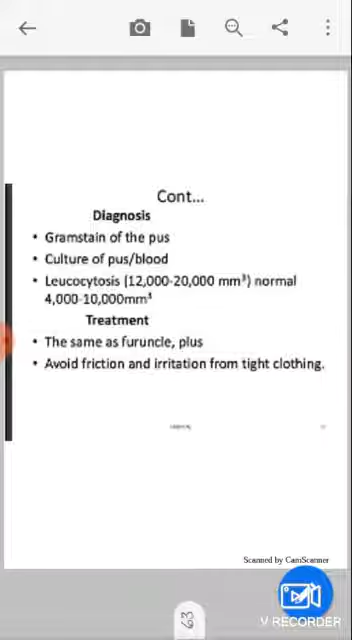 Cont...
Diagnosis
• Gramstain of the pus
• Culture of pus/blood
• Leucocytosis (12,000-20,000 mm³) normal
4,000-10,000mm³
Treatment
• The same as furuncle, plus
• Avoid friction and irritation from tight clothing.
Scanned by CamScanner
63
V RECORDER